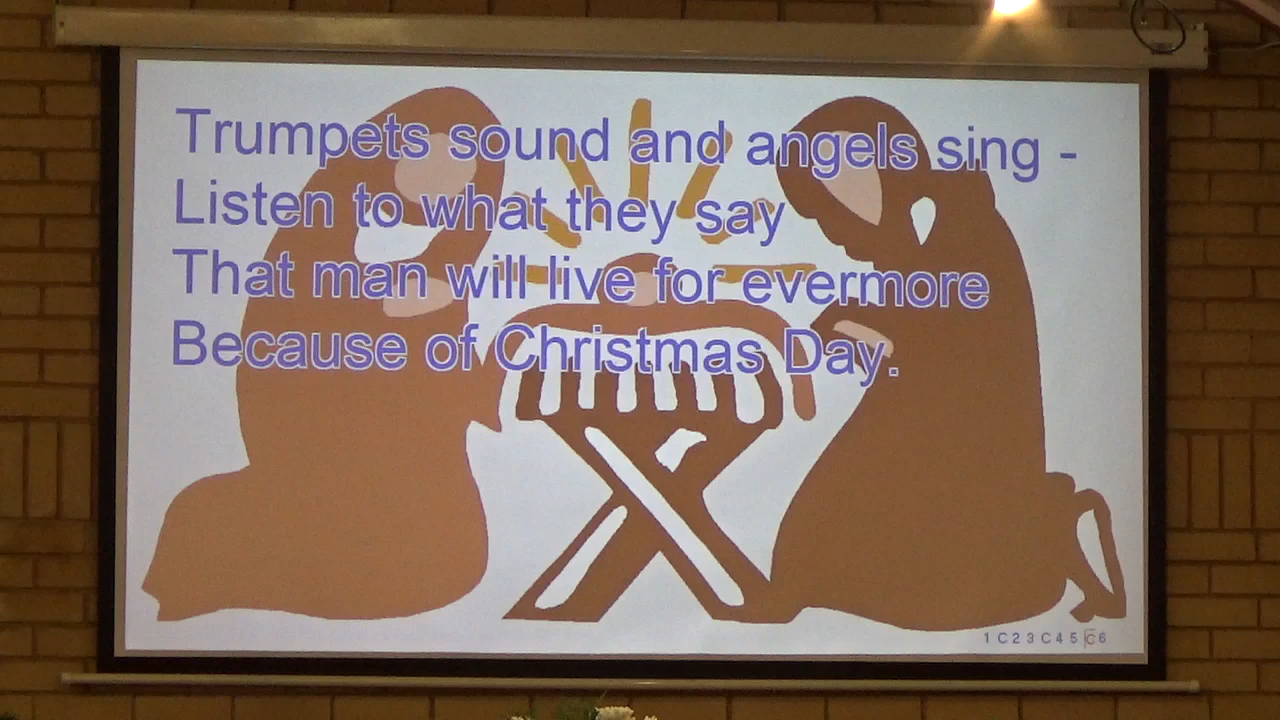 Trumpets sound and angels sing -
Listen to what they say
That man will live for evermore
Because of Christmas Day.
1 C 2 3 C 4 5 C 6